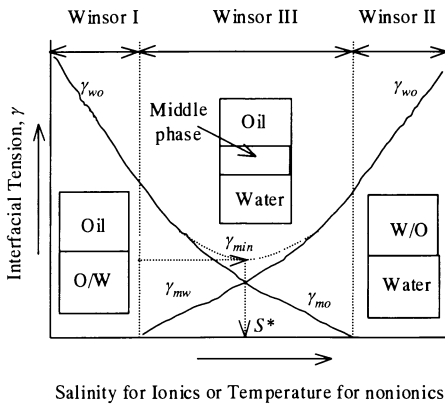 Winsor I Winsor III Winsor II
γwo γwo
Middle phase
Oil
Water
Interfacial Tension, γ
Oil
O/W
W/O
Water
γmin
γmw γmo
S*
Salinity for Ionics or Temperature for nonionics